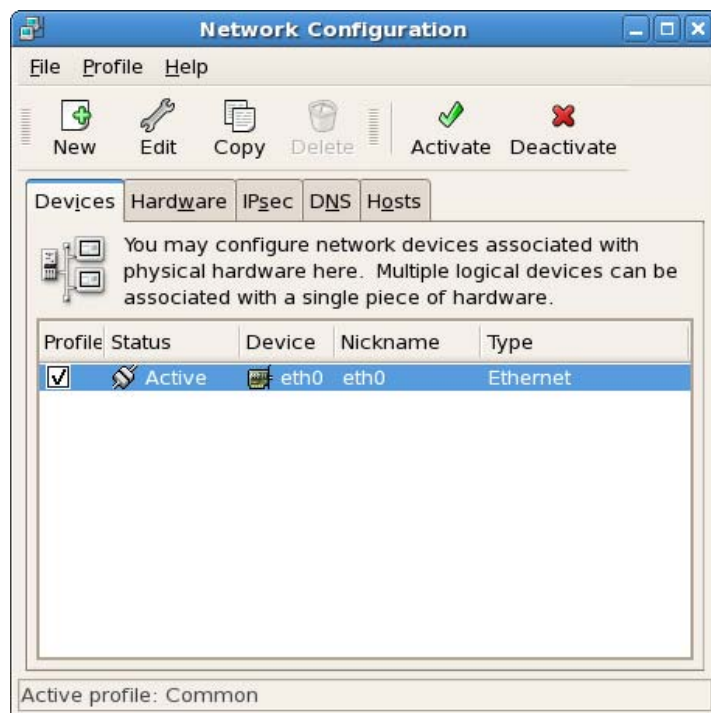 Network Configuration
File Profile Help
New Edit Copy Delete Activate Deactivate
Devices Hardware IPsec DNS Hosts
You may configure network devices associated with
physical hardware here. Multiple logical devices can be
associated with a single piece of hardware.
Profile Status Device Nickname Type
Active eth0 eth0 Ethernet
Active profile: Common